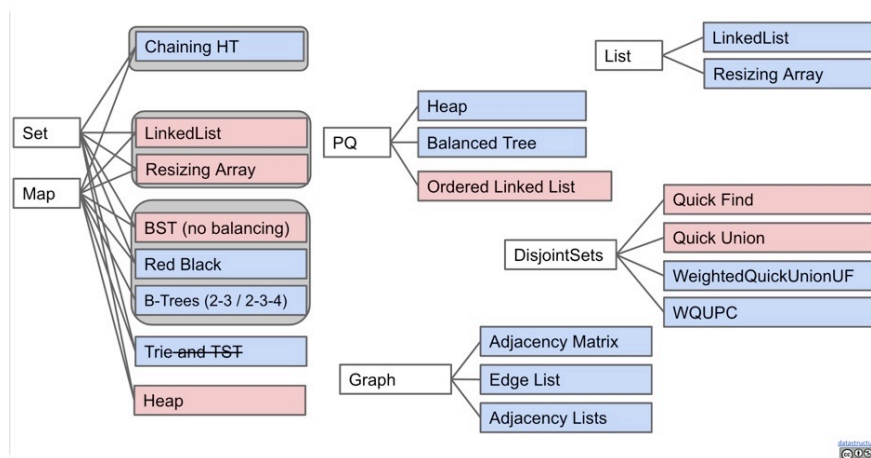 Chaining HT
Set
Map
LinkedList
Resizing Array
BST (no balancing)
Red Black
B-Trees (2-3 / 2-3-4)
Trie and TST
Heap
PQ
Heap
Balanced Tree
Ordered Linked List
List
LinkedList
Resizing Array
DisjointSets
Quick Find
Quick Union
WeightedQuickUnionUF
WQUPC
Graph
Adjacency Matrix
Edge List
Adjacency Lists
datastructur